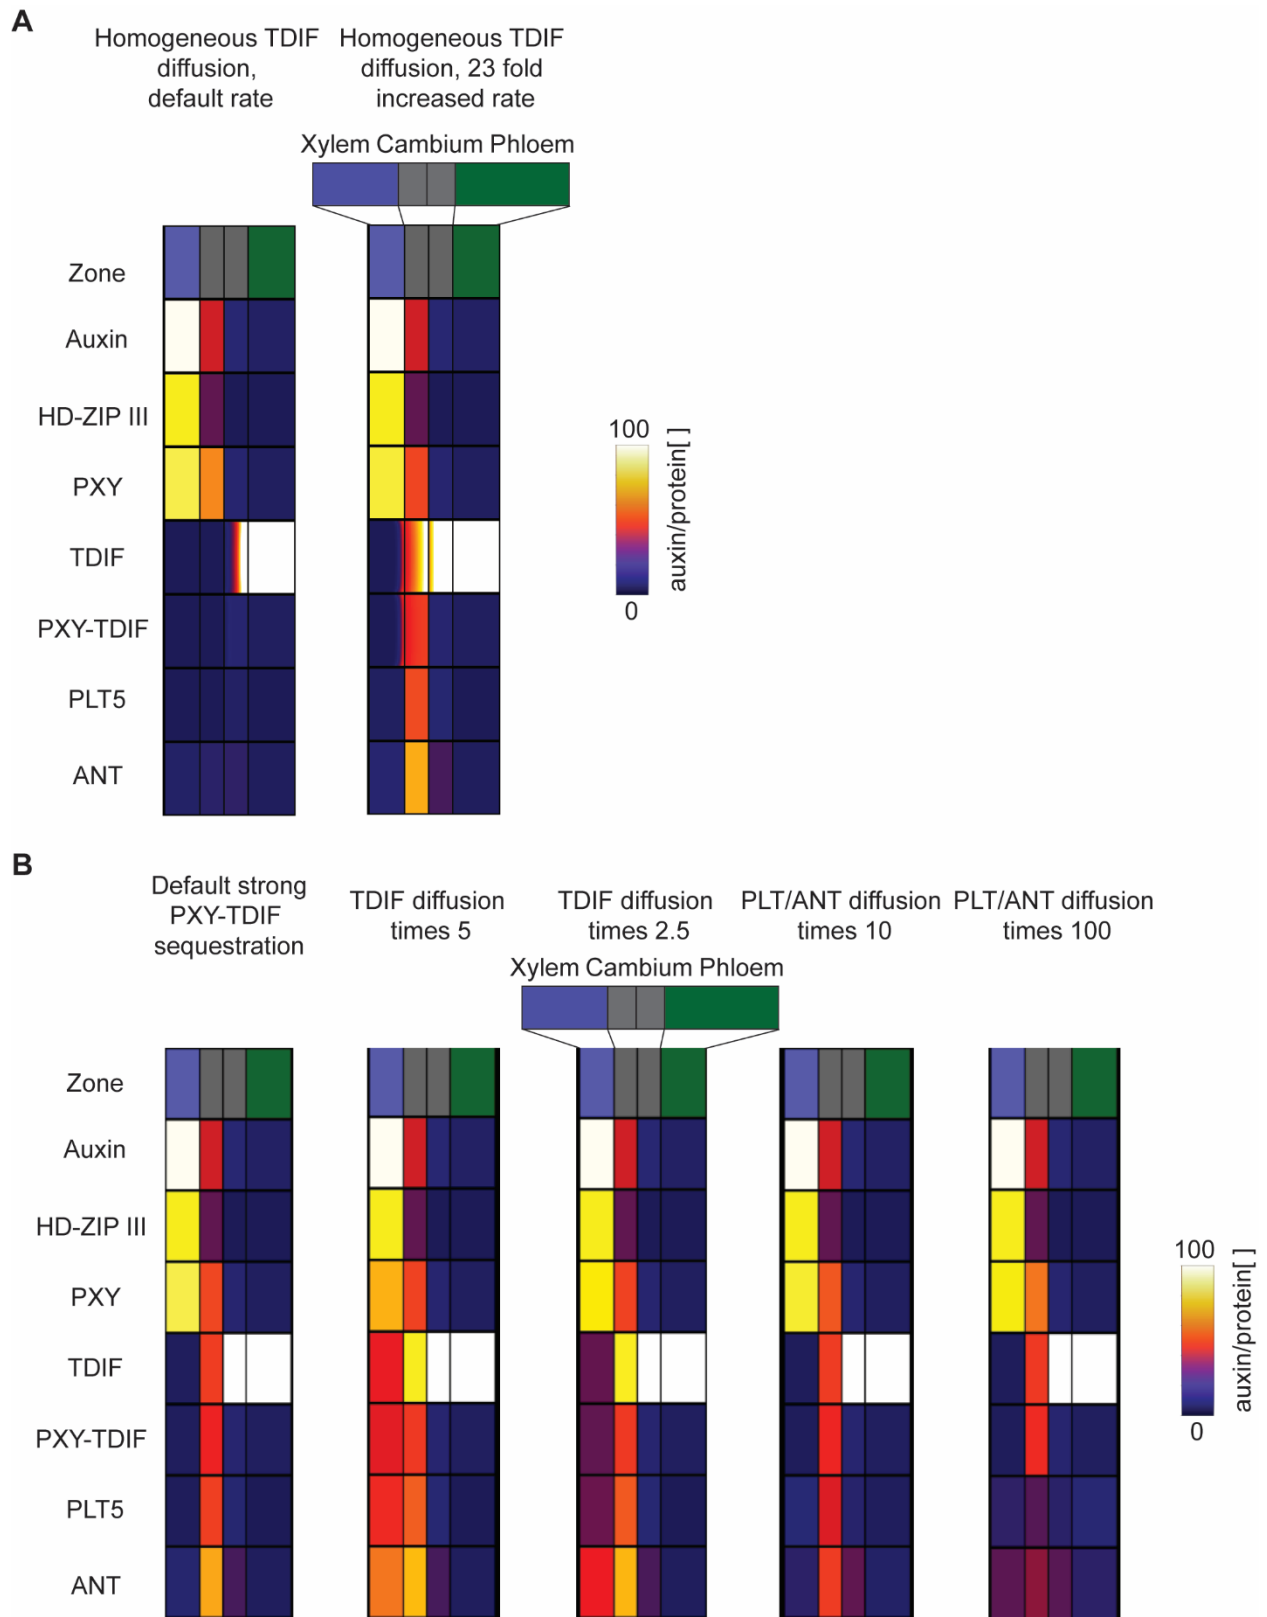 A
Homogeneous TDIF
diffusion,
default rate
Homogeneous TDIF
diffusion, 23 fold
increased rate
Xylem Cambium Phloem
Zone
Auxin
HD-ZIP III
PXY
TDIF
PXY-TDIF
PLT5
ANT
100
0
auxin/protein[ ]
B
Default strong
PXY-TDIF
sequestration
TDIF diffusion
times 5
TDIF diffusion
times 2.5
PLT/ANT diffusion
times 10
PLT/ANT diffusion
times 100
Xylem Cambium Phloem
Zone
Auxin
HD-ZIP III
PXY
TDIF
PXY-TDIF
PLT5
ANT
100
0
auxin/protein[ ]